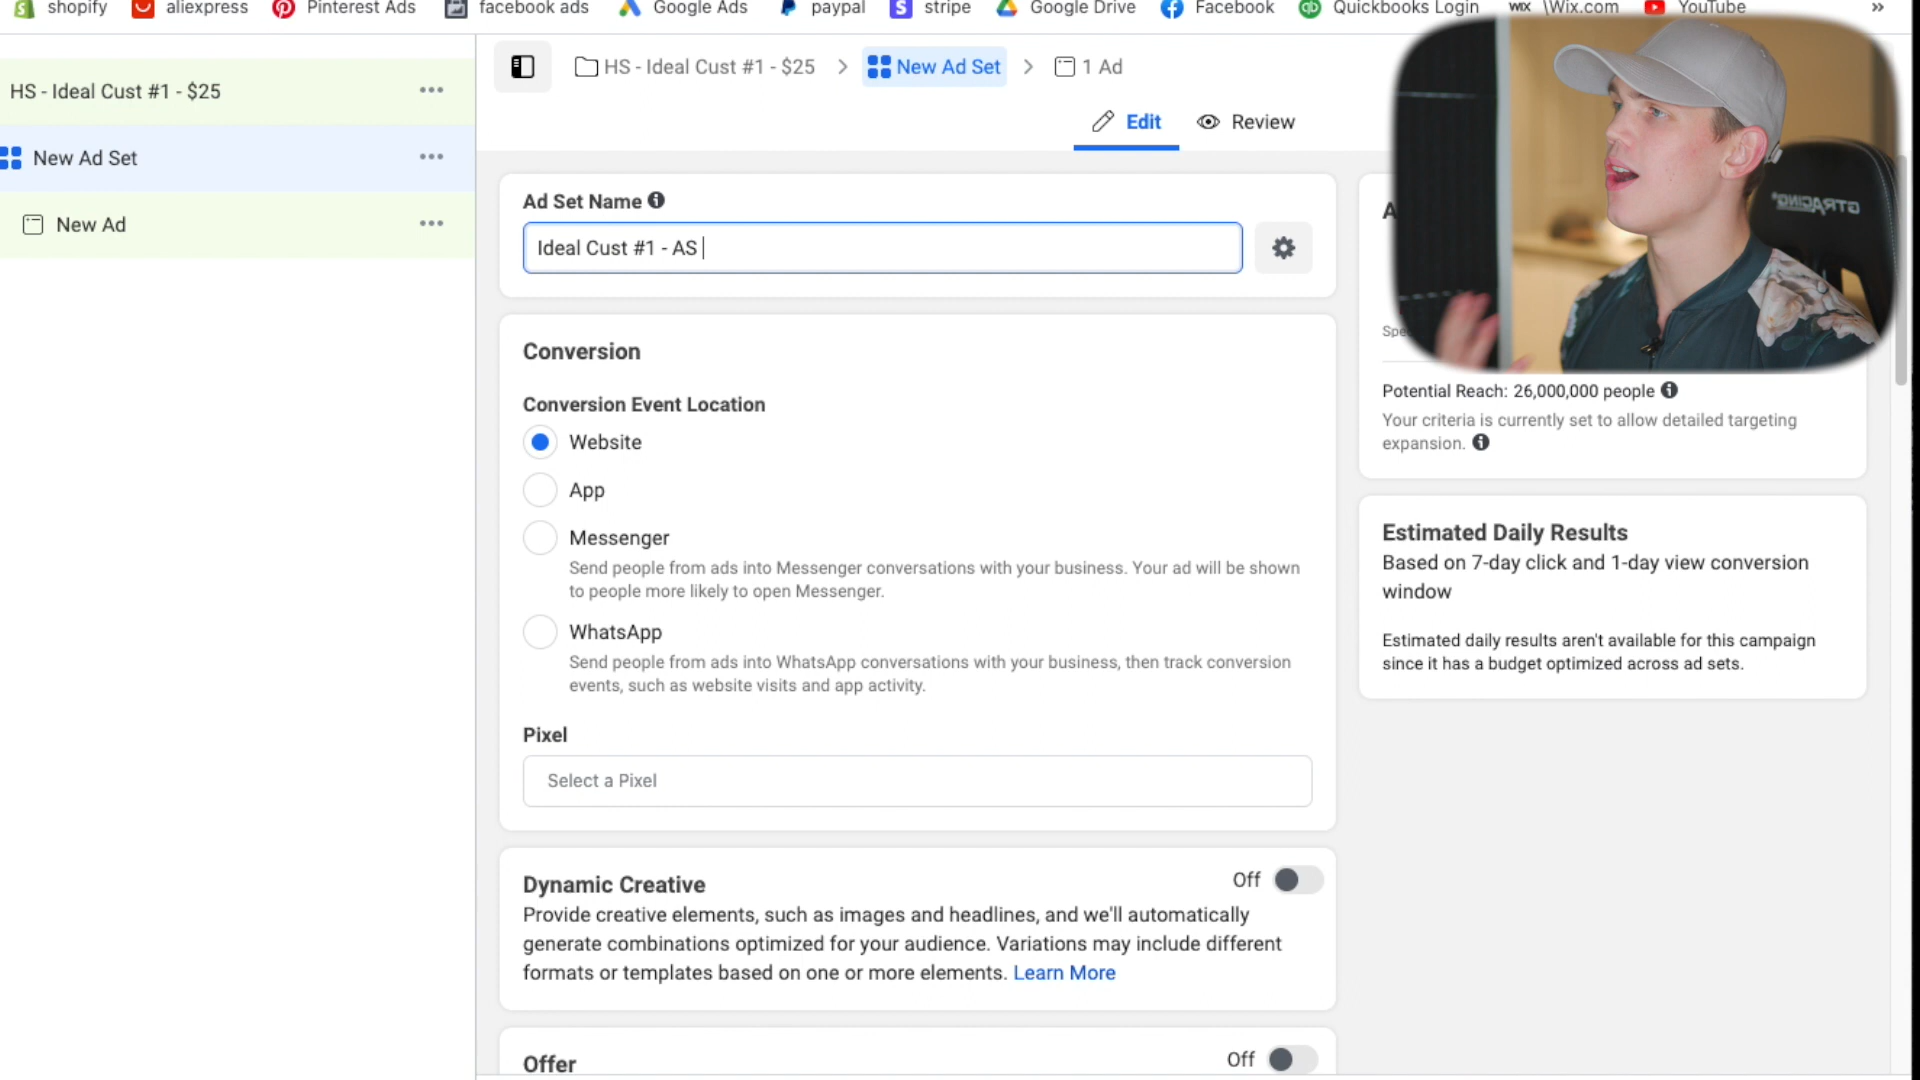 shopify aliexpress Pinterest Ads facebook ads Google Ads paypal stripe Google Drive Facebook Quickbooks Login WIX \Wix.com YouTube »
HS - Ideal Cust #1 - $25
New Ad Set
New Ad
HS - Ideal Cust #1 - $25 > New Ad Set > 1 Ad
Edit Review
Ad Set Name
Ideal Cust #1 - AS
Conversion
Conversion Event Location
Website
App
Messenger
Send people from ads into Messenger conversations with your business. Your ad will be shown
to people more likely to open Messenger.
WhatsApp
Send people from ads into WhatsApp conversations with your business, then track conversion
events, such as website visits and app activity.
Pixel
Select a Pixel
Dynamic Creative
Off
Provide creative elements, such as images and headlines, and we'll automatically
generate combinations optimized for your audience. Variations may include different
formats or templates based on one or more elements. Learn More
Offer
Off
GTRACING
Potential Reach: 26,000,000 people
Your criteria is currently set to allow detailed targeting
expansion.
Estimated Daily Results
Based on 7-day click and 1-day view conversion
window
Estimated daily results aren't available for this campaign
since it has a budget optimized across ad sets.